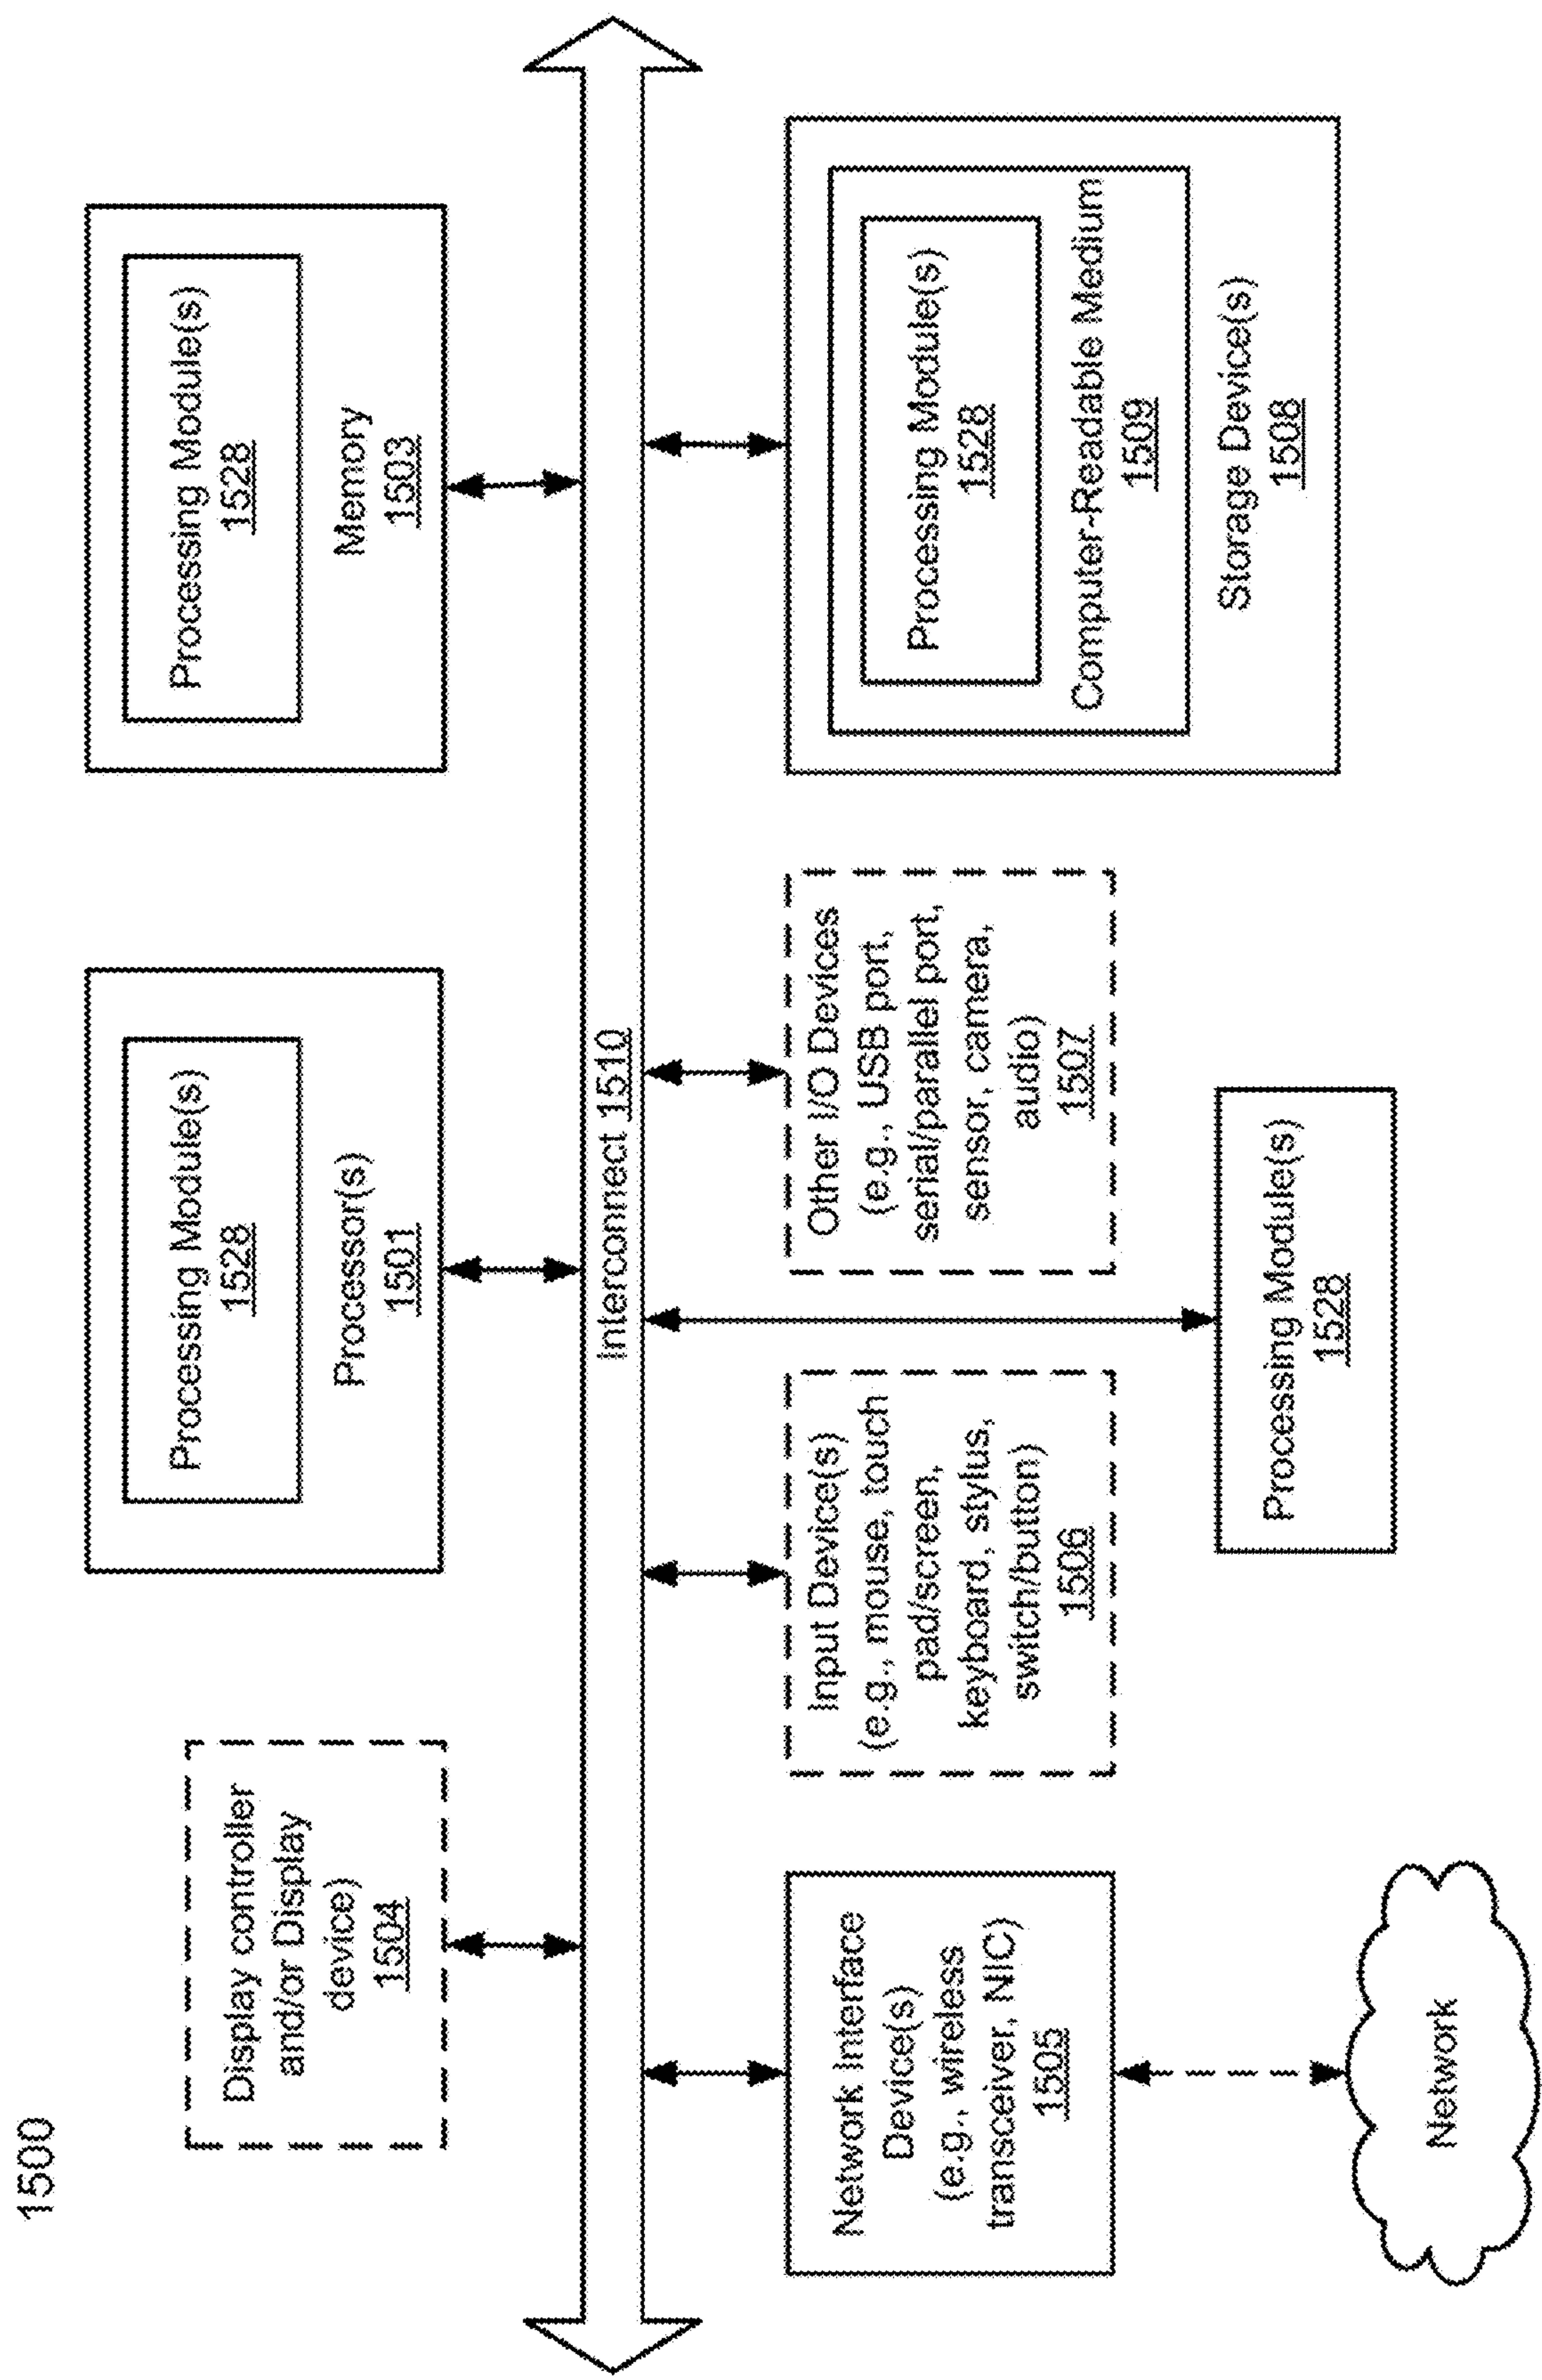 1500
Display controller
and/or Display
device)
1504
Processing Module(s)
1528
Processor(s)
1501
Processing Module(s)
1528
Memory
1503
Interconnect 1510
Network Interface
Device(s)
(e.g., wireless
transceiver, NIC)
1505
Input Device(s)
(e.g., mouse, touch
pad/screen,
keyboard, stylus,
switch/button)
1506
Other I/O Devices
(e.g., USB port,
serial/parallel port,
sensor, camera,
audio)
1507
Processing Module(s)
1528
Computer-Readable Medium
1509
Storage Device(s)
1508
Processing Module(s)
1528
Network